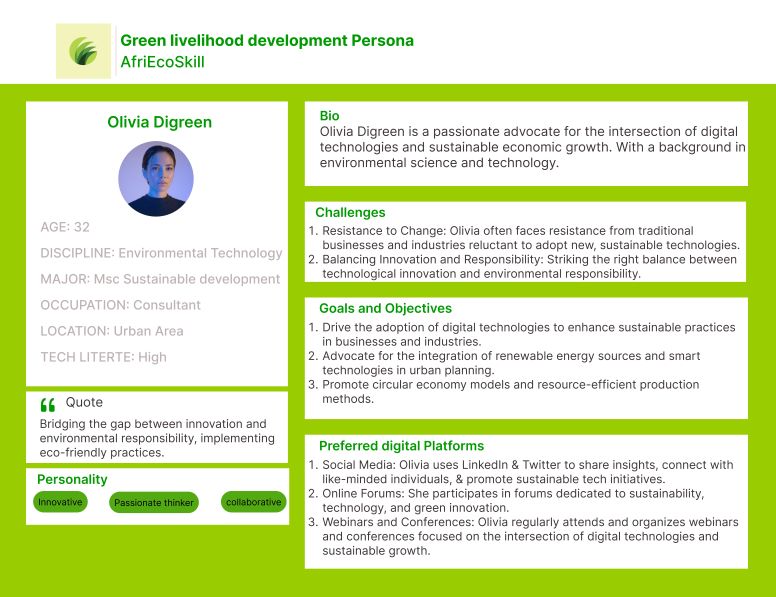 Green livelihood development Persona
AfriEcoSkill
Olivia Digreen
AGE: 32
DISCIPLINE: Environmental Technology
MAJOR: Msc Sustainable development
OCCUPATION: Consultant
LOCATION: Urban Area
TECH LITERTE: High
Quote
Bridging the gap between innovation and
environmental responsibility, implementing
eco-friendly practices.
Personality
Innovative
Passionate thinker
collaborative
Bio
Olivia Digreen is a passionate advocate for the intersection of digital
technologies and sustainable economic growth. With a background in
environmental science and technology.
Challenges
1. Resistance to Change: Olivia often faces resistance from traditional
businesses and industries reluctant to adopt new, sustainable technologies.
2. Balancing Innovation and Responsibility: Striking the right balance between
technological innovation and environmental responsibility.
Goals and Objectives
1. Drive the adoption of digital technologies to enhance sustainable practices
in businesses and industries.
2. Advocate for the integration of renewable energy sources and smart
technologies in urban planning.
3. Promote circular economy models and resource-efficient production
methods.
Preferred digital Platforms
1. Social Media: Olivia uses LinkedIn & Twitter to share insights, connect with
like-minded individuals, & promote sustainable tech initiatives.
2. Online Forums: She participates in forums dedicated to sustainability,
technology, and green innovation.
3. Webinars and Conferences: Olivia regularly attends and organizes webinars
and conferences focused on the intersection of digital technologies and
sustainable growth.